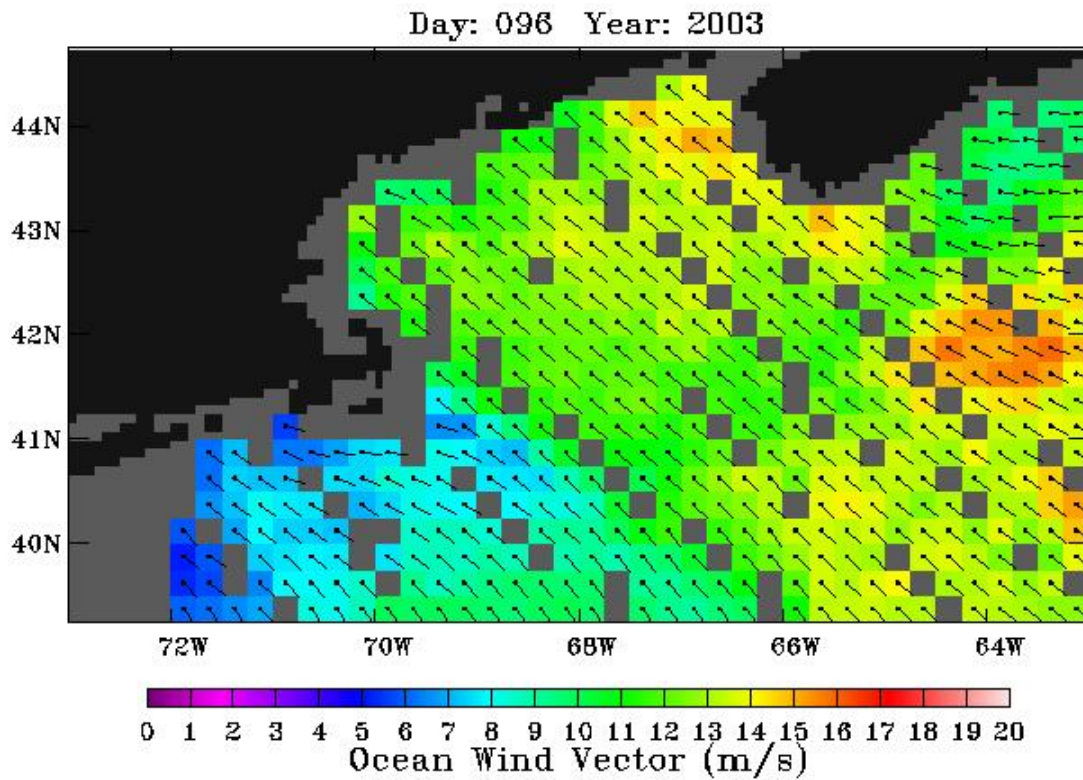 Day: 096 Year: 2003
44N
43N
42N
41N
40N
72W 70W 68W 66W 64W
0 1 2 3 4 5 6 7 8 9 10 11 12 13 14 15 16 17 18 19 20
Ocean Wind Vector (m/s)